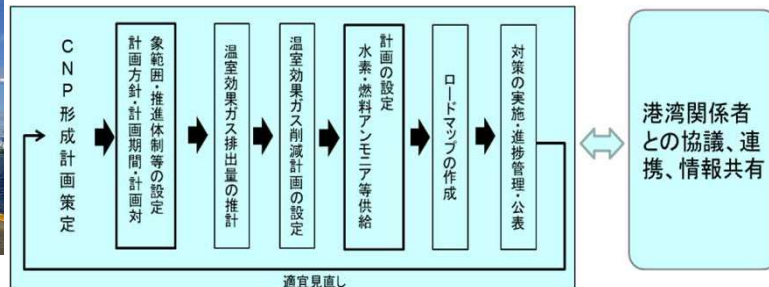 CNP形成計画策定
計画方針・計画期間・計画対
象範囲・推進体制等の設定
温室効果ガス排出量の推計
温室効果ガス削減計画の設定
水素・燃料アンモニア等供給
計画の設定
ロードマップの作成
対策の実施・進捗管理・公表
適宜見直し
港湾関係者
との協議、連
携、情報共有